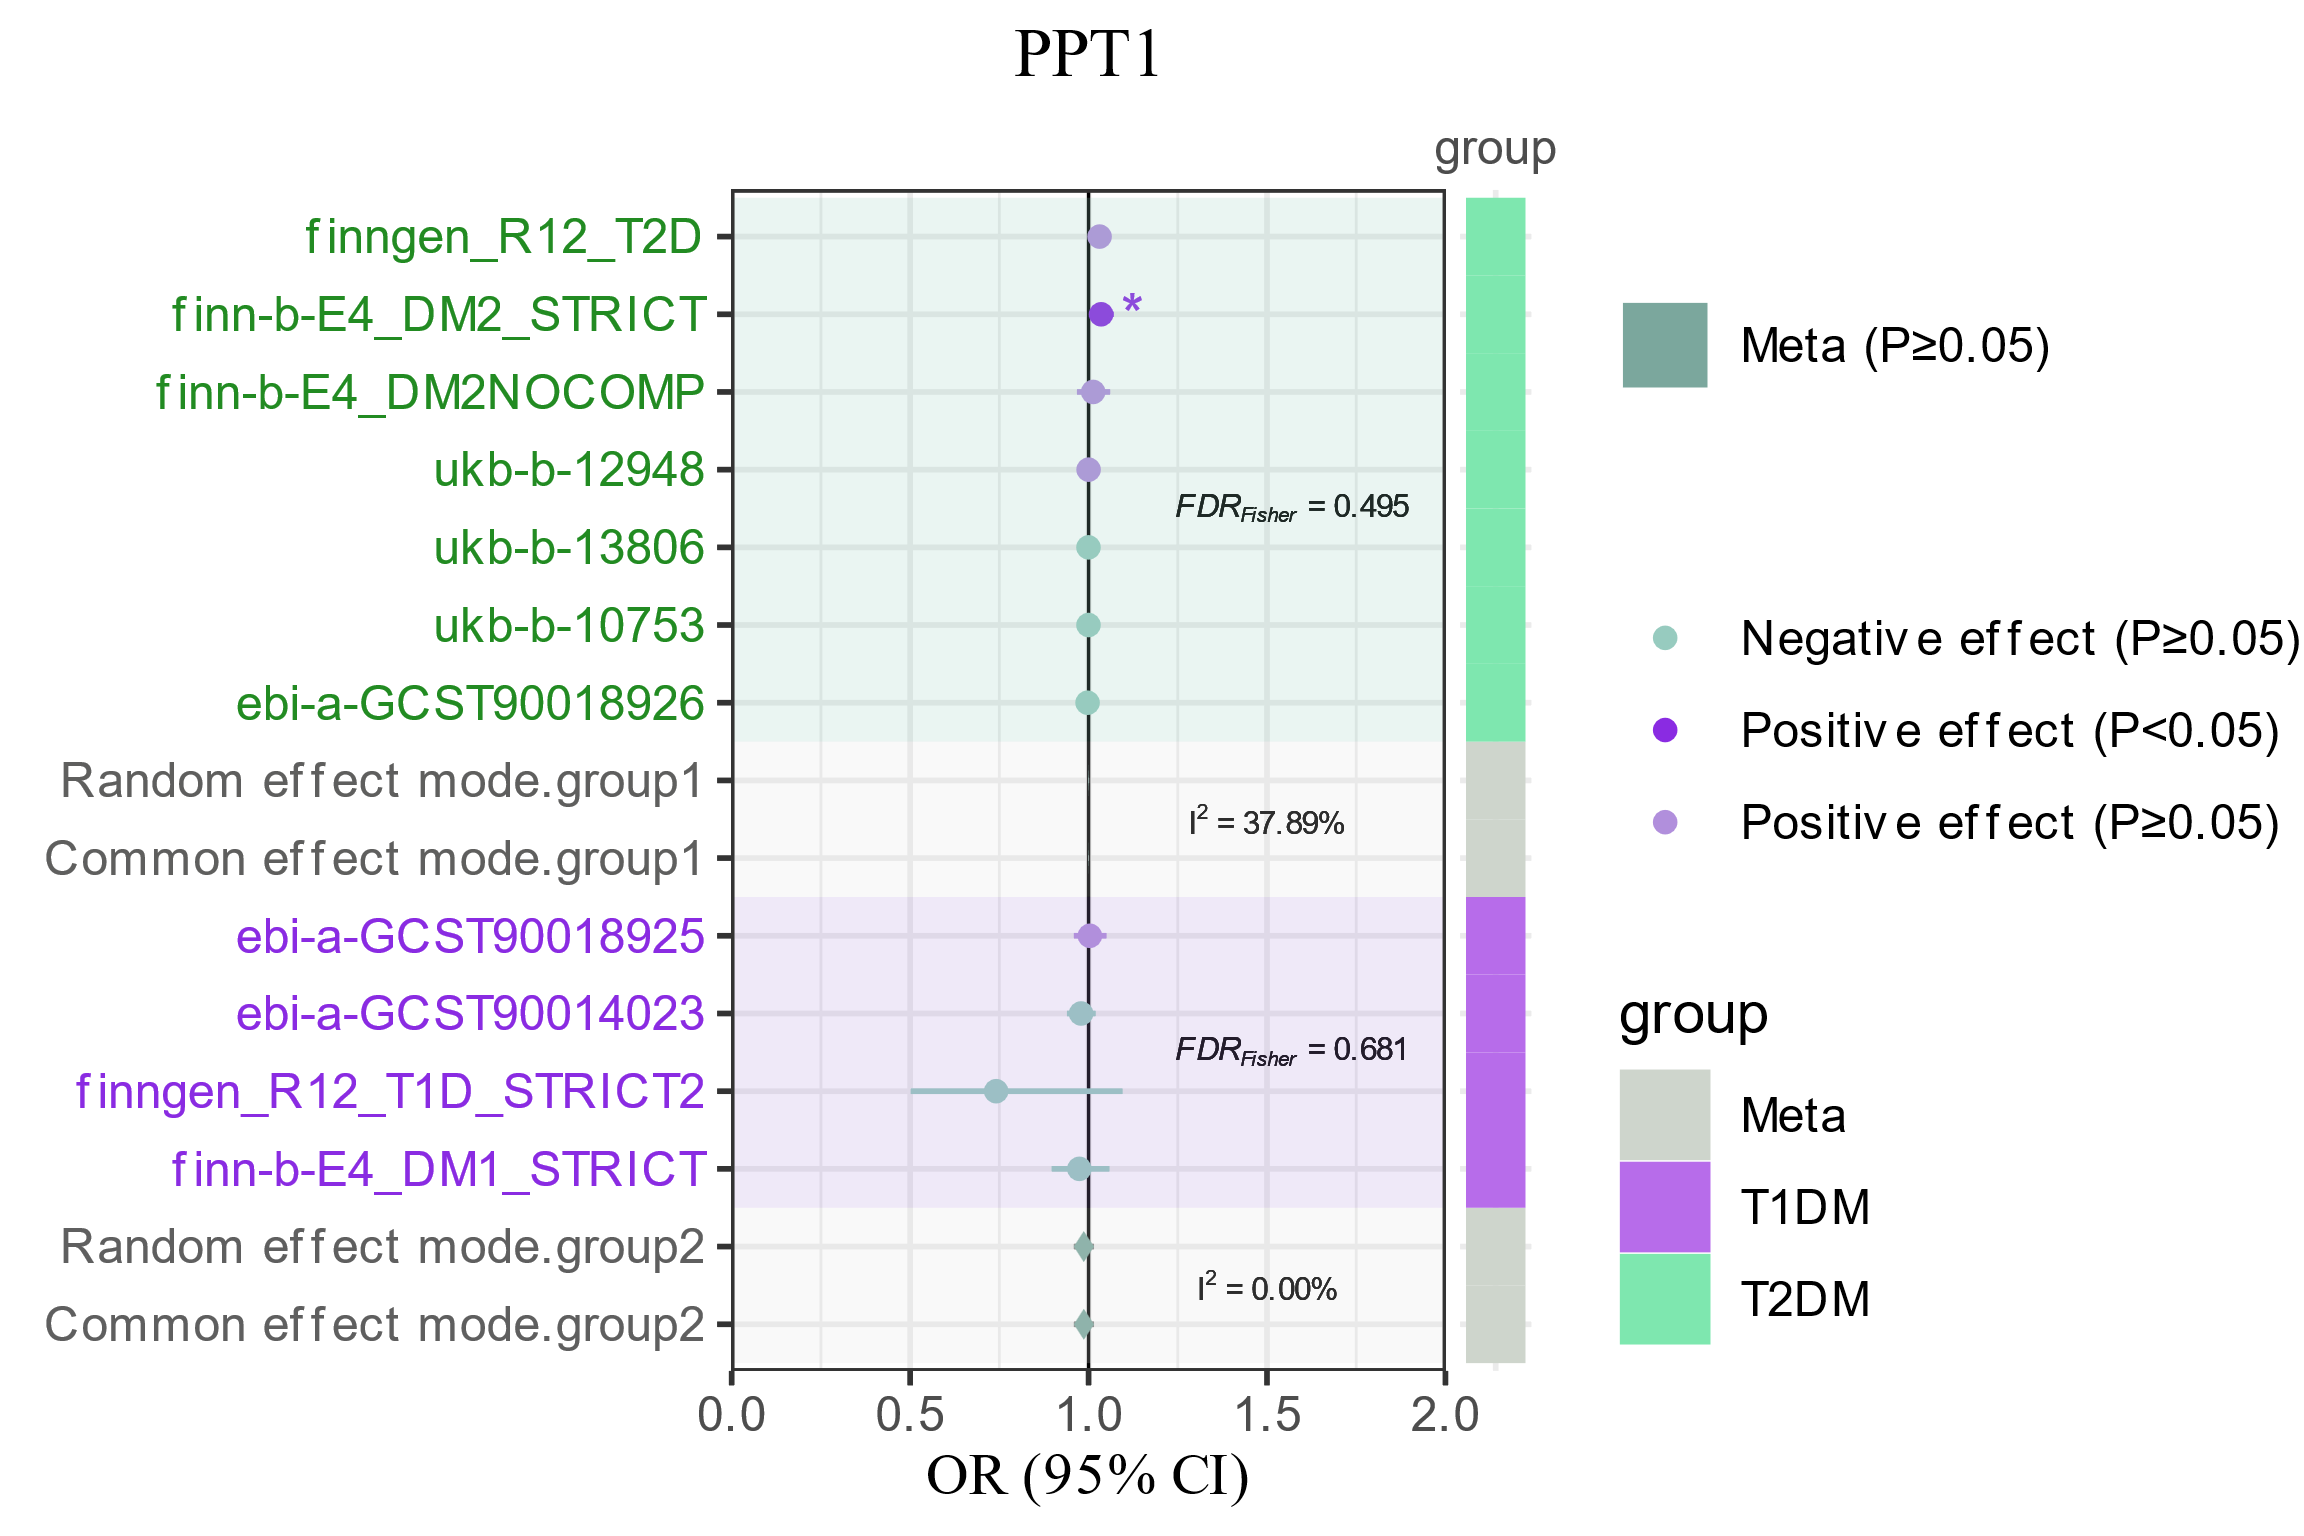 PPT1
group
finngen_R12_T2D
finn-b-E4_DM2_STRICT
*
finn-b-E4_DM2NOCOMP
ukb-b-12948
FDRFisher = 0.495
ukb-b-13806
ukb-b-10753
ebi-a-GCST90018926
Random effect mode.group1
I² = 37.89%
Common effect mode.group1
ebi-a-GCST90018925
ebi-a-GCST90014023
FDRFisher = 0.681
finngen_R12_T1D_STRICT2
finn-b-E4_DM1_STRICT
Random effect mode.group2
I² = 0.00%
Common effect mode.group2
0.0 0.5 1.0 1.5 2.0
OR (95% CI)
Meta (P≥0.05)
Negative effect (P≥0.05)
Positive effect (P<0.05)
Positive effect (P≥0.05)
group
Meta
T1DM
T2DM